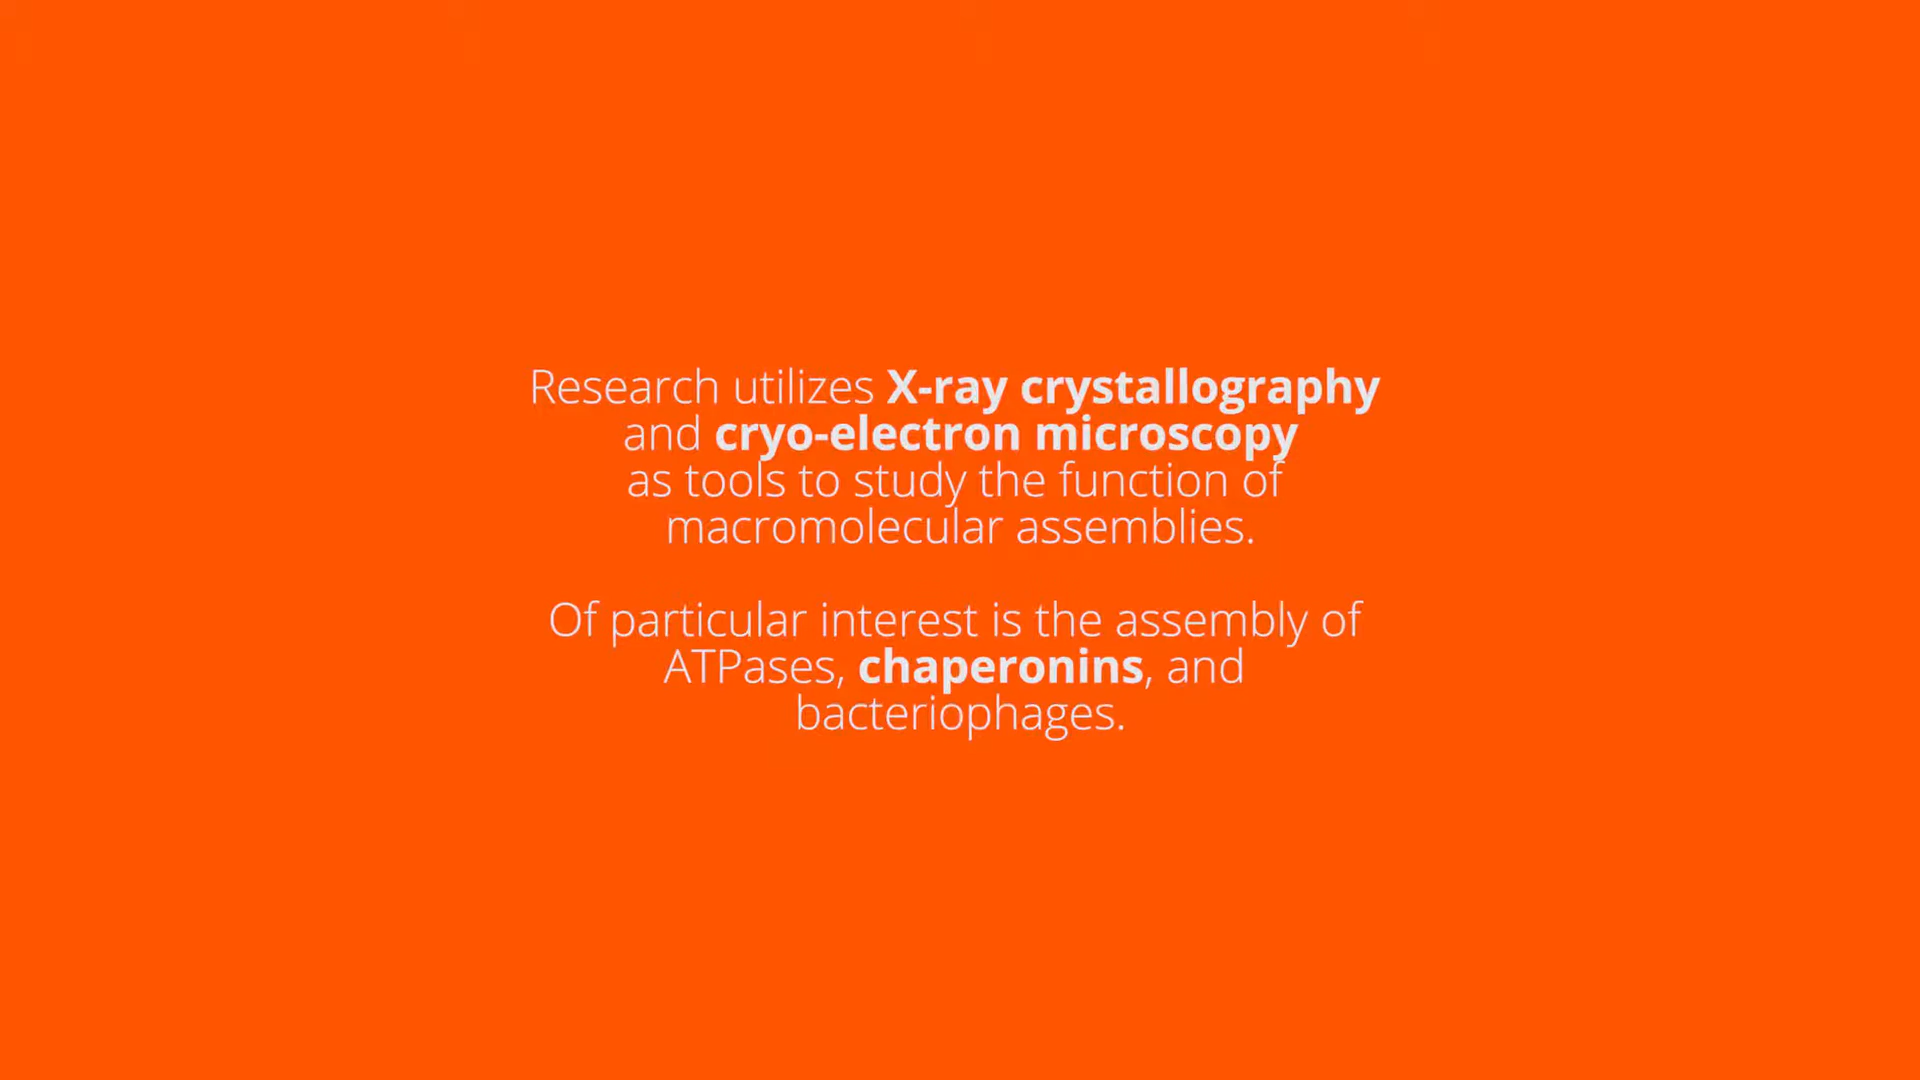 Research utilizes X-ray crystallography
and cryo-electron microscopy
as tools to study the function of
macromolecular assemblies.
Of particular interest is the assembly of
ATPases, chaperonins, and
bacteriophages.